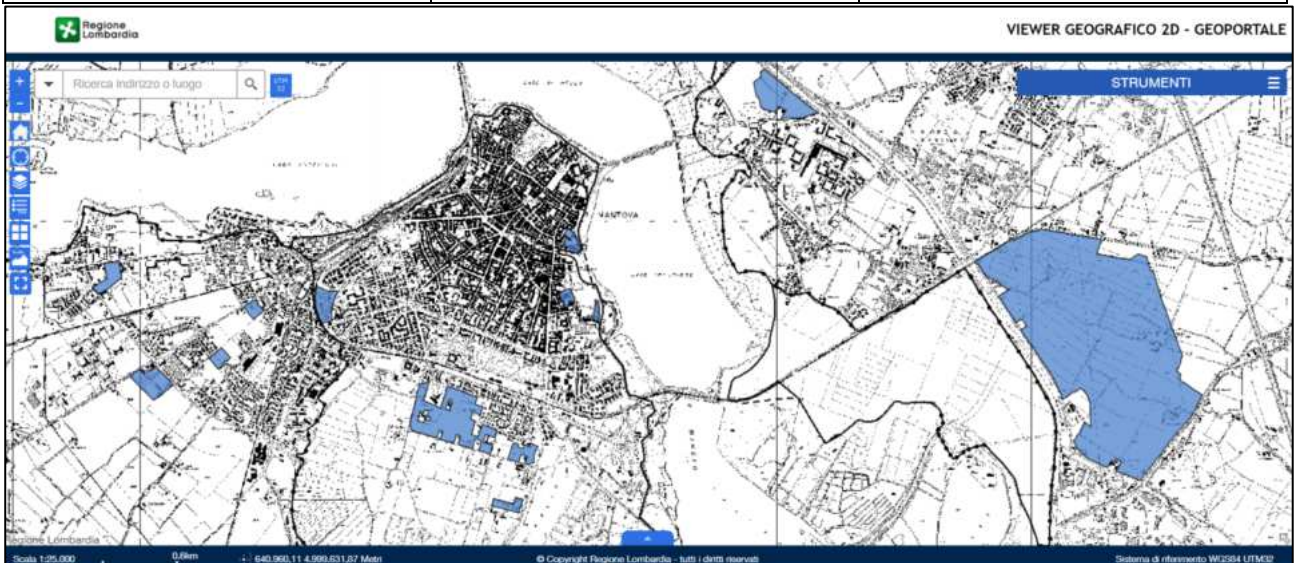 Regione
Lombardia
VIEWER GEOGRAFICO 2D - GEOPORTALE
+
Ricerca indirizzo o luogo
UTM
32
STRUMENTI
-
MANTOVA
Regione Lombardia
Scala 1:25.000
0.6km
640.960,11 4.999.631,87 Metri
© Copyright Regione Lombardia - tutti i diritti riservati
Sistema di riferimento WGS84 UTM32